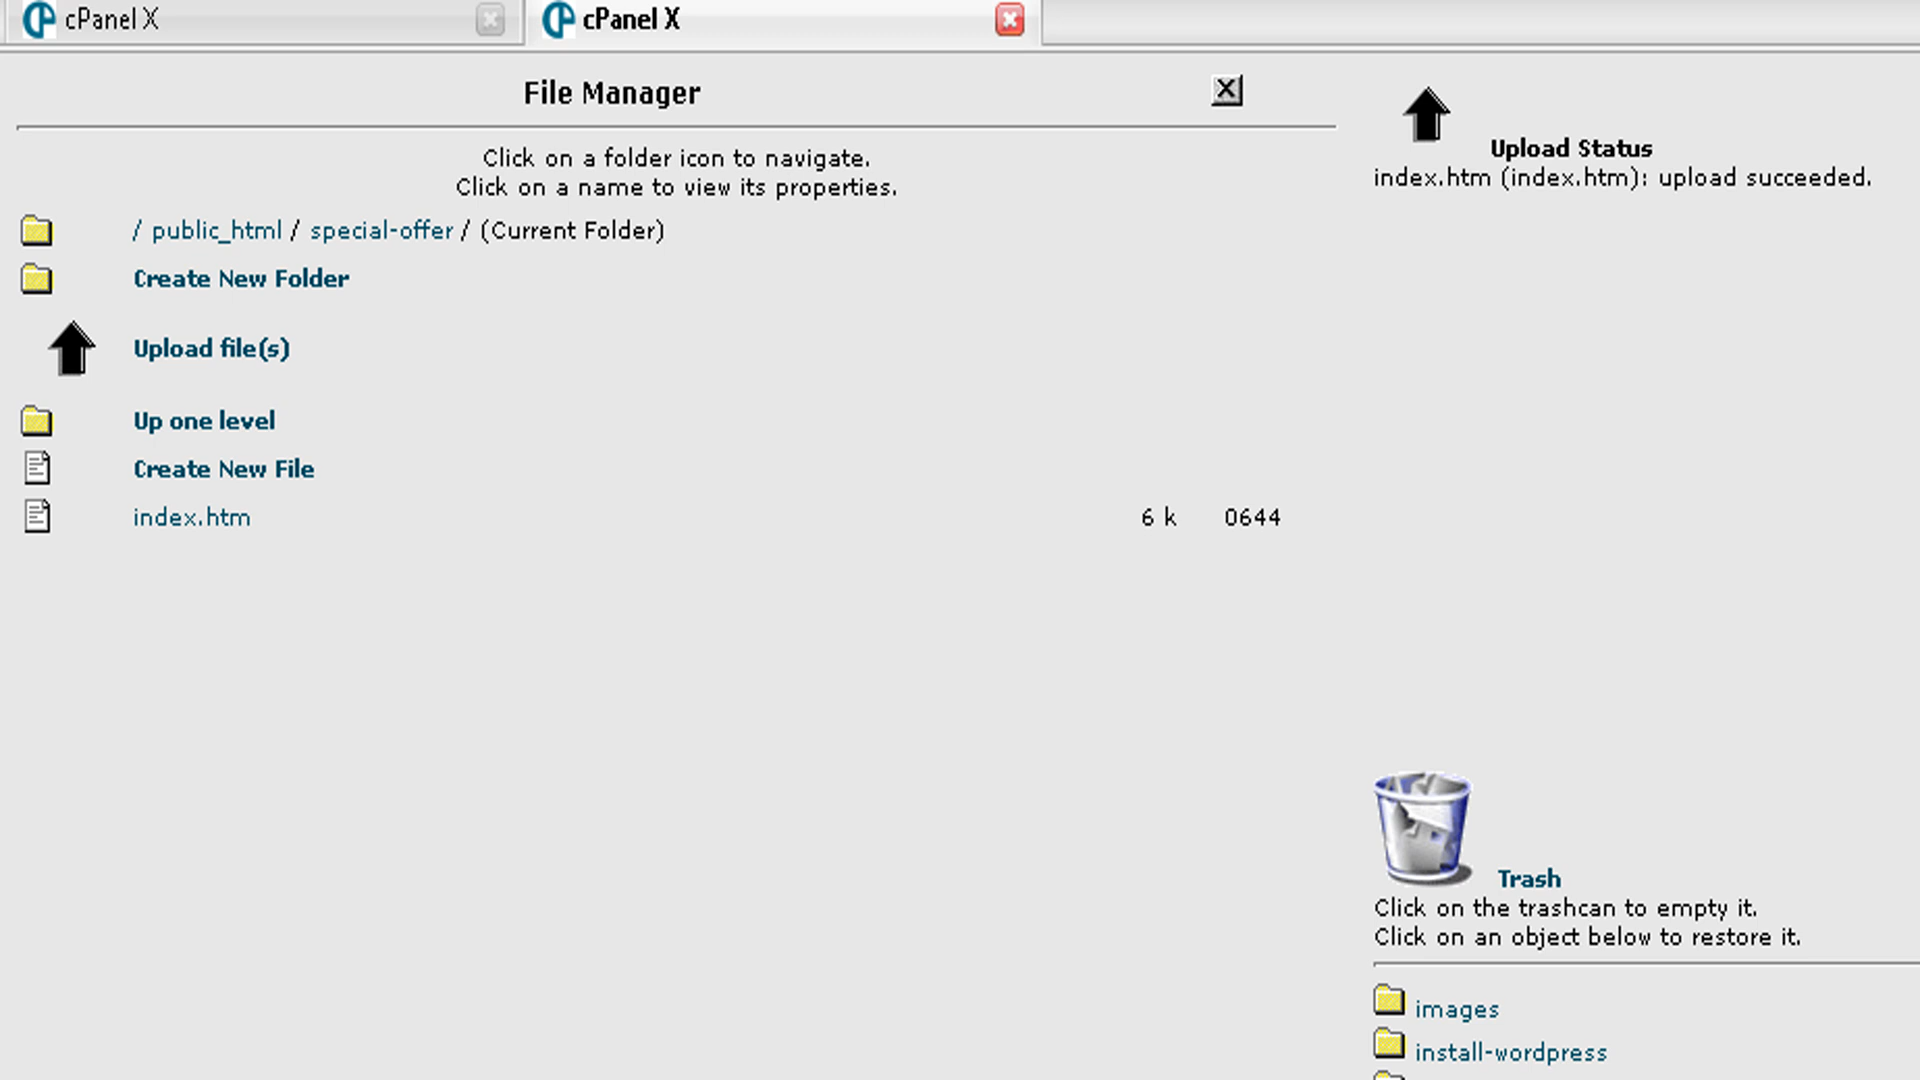 cPanel X
cPanel X
File Manager
Click on a folder icon to navigate.
Click on a name to view its properties.
/ public_html / special-offer / (Current Folder)
Create New Folder
Upload file(s)
Up one level
Create New File
index.htm 6 k 0644
Upload Status
index.htm (index.htm): upload succeeded.
Trash
Click on the trashcan to empty it.
Click on an object below to restore it.
images
install-wordpress